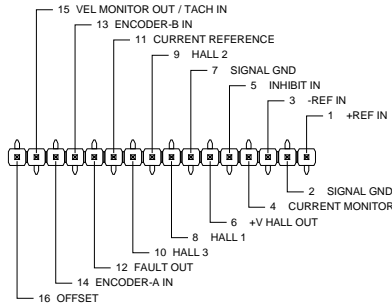 15 VEL MONITOR OUT / TACH IN
13 ENCODER-B IN
11 CURRENT REFERENCE
9 HALL 2
7 SIGNAL GND
5 INHIBIT IN
3 -REF IN
1 +REF IN
2 SIGNAL GND
4 CURRENT MONITOR
6 +V HALL OUT
8 HALL 1
10 HALL 3
12 FAULT OUT
14 ENCODER-A IN
16 OFFSET